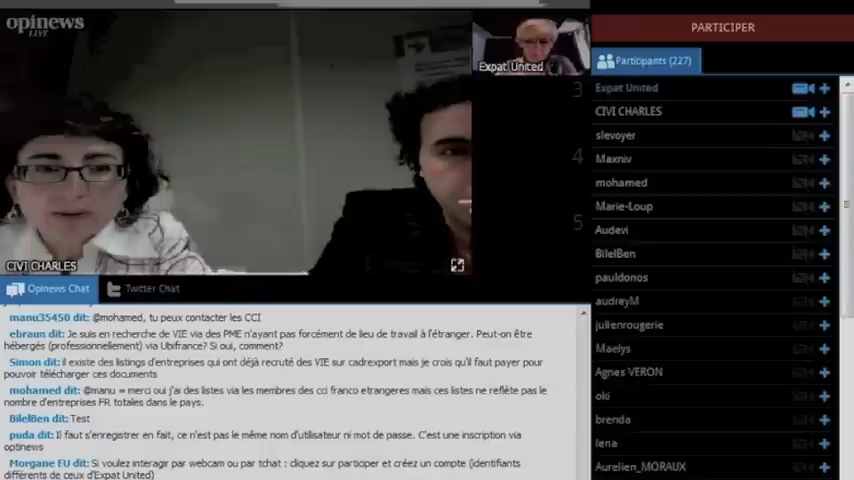 opinews
LIVE
Expat United
CIVI CHARLES
3
4
5
PARTICIPER
Participants (227)
Expat United
CIVI CHARLES
slevoyer
Maxniv
mohamed
Marie-Loup
Audevi
BilelBen
pauldonos
audreyM
julienrougerie
Maelys
Agnes VERON
oki
brenda
lena
Aurelien_MORAUX
Opinews Chat
Twitter Chat
manu35450 dit: @mohamed, tu peux contacter les CCI
ebraun dit: Je suis en recherche de VIE via des PME n'ayant pas forcément de lieu de travail à l'étranger. Peut-on être
hébergés (professionnellement) via Ubifrance? Si oui, comment?
Simon dit: il existe des listings d'entreprises qui ont déjà recruté des VIE sur cadrexport mais je crois qu'il faut payer pour
pouvoir télécharger ces documents
mohamed dit: @manu = merci oui j'ai des listes via les membres des cci franco etrangeres mais ces listes ne reflète pas le
nombre d'entreprises FR totales dans le pays.
BilelBen dit: Test
puda dit: Il faut s'enregistrer en fait, ce n'est pas le même nom d'utilisateur ni mot de passe. C'est une inscription via
opinews
Morgane EU dit: Si voulez interagir par webcam ou par tchat : cliquez sur participer et créez un compte (identifiants
différents de ceux d'Expat United)